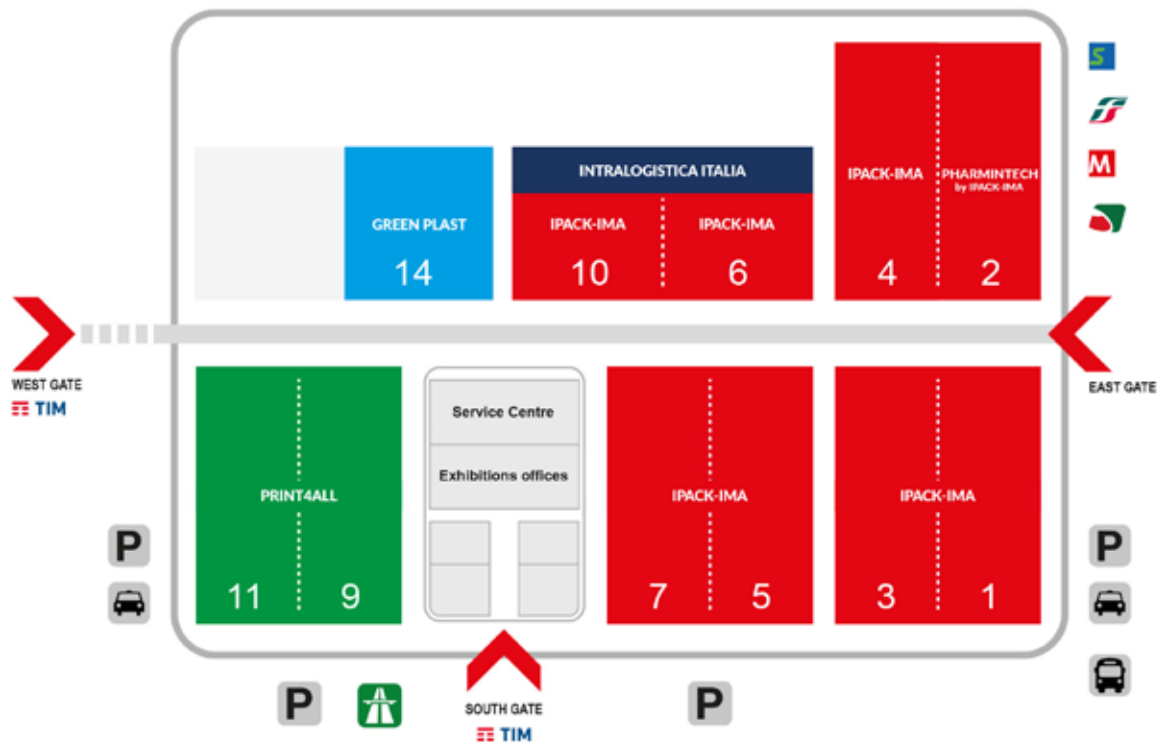 INTRALOGISTICA ITALIA
IPACK-IMA
PHARMINTECH
by IPACK-IMA
GREEN PLAST
IPACK-IMA
IPACK-IMA
14
10
6
4
2
WEST GATE
TIM
EAST GATE
Service Centre
Exhibitions offices
PRINT4ALL
IPACK-IMA
IPACK-IMA
11
9
7
5
3
1
P
P
P
P
SOUTH GATE
TIM
S
M